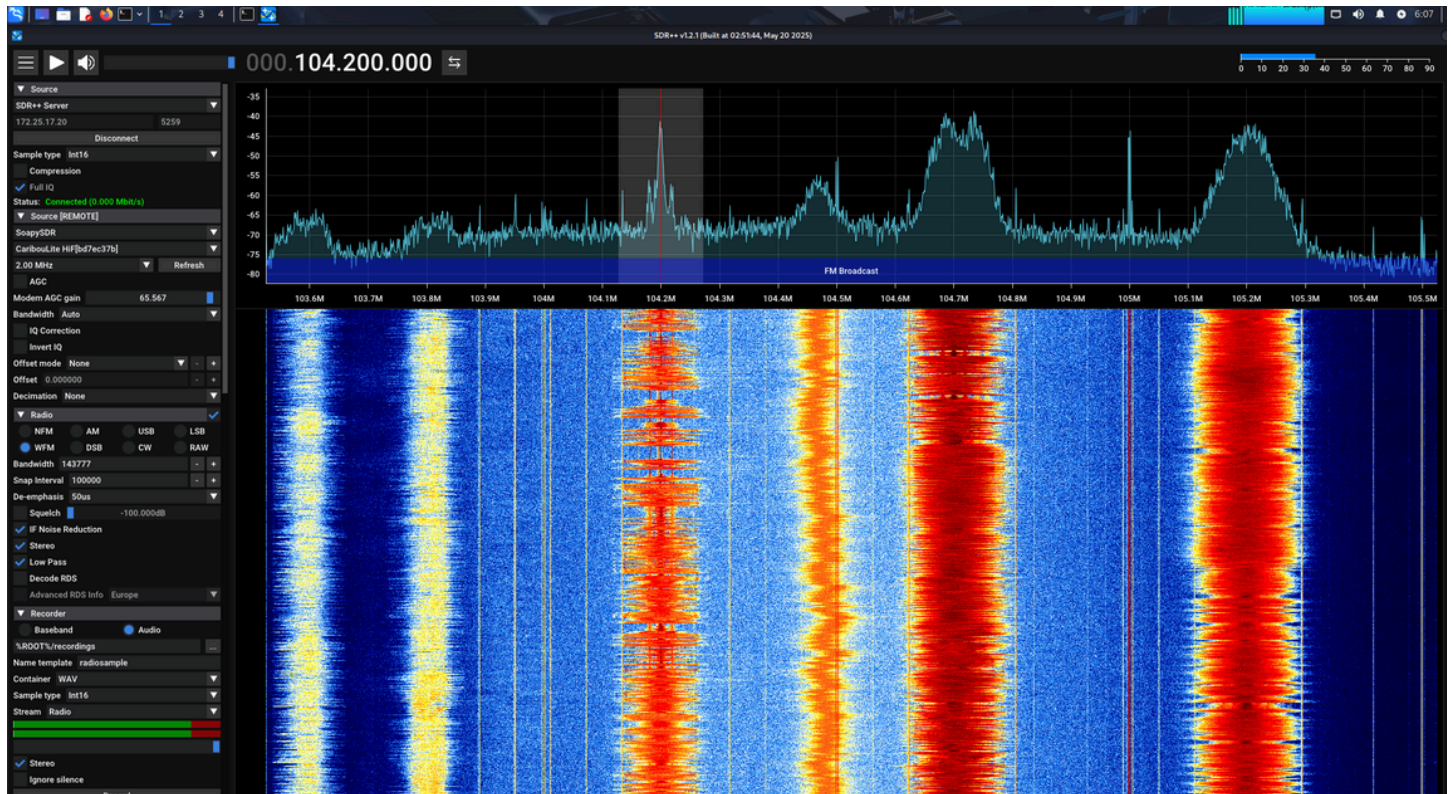 1 2 3 4
6:07
SDR++ v1.2.1 (Built at 02:51:44, May 20 2025)
000.104.200.000
0 10 20 30 40 50 60 70 80 90
Source
SDR++ Server
172.25.17.20 5259
Disconnect
Sample type Int16
Compression
Full IQ
Status: Connected (0.000 Mbit/s)
Source [REMOTE]
SoapySDR
CaribouLite HiF[bd7ec37b]
2.00 MHz Refresh
AGC
Modem AGC gain 65.567
Bandwidth Auto
IQ Correction
Invert IQ
Offset mode None - +
Offset 0.000000 - +
Decimation None
Radio
NFM AM USB LSB
WFM DSB CW RAW
Bandwidth 143777 - +
Snap Interval 100000 - +
De-emphasis 50us
Squelch -100.000dB
IF Noise Reduction
Stereo
Low Pass
Decode RDS
Advanced RDS Info Europe
Recorder
Baseband Audio
%ROOT%/recordings ...
Name template radiosample
Container WAV
Sample type Int16
Stream Radio
Stereo
Ignore silence
-35
-40
-45
-50
-55
-60
-65
-70
-75
-80
FM Broadcast
103.6M 103.7M 103.8M 103.9M 104M 104.1M 104.2M 104.3M 104.4M 104.5M 104.6M 104.7M 104.8M 104.9M 105M 105.1M 105.2M 105.3M 105.4M 105.5M